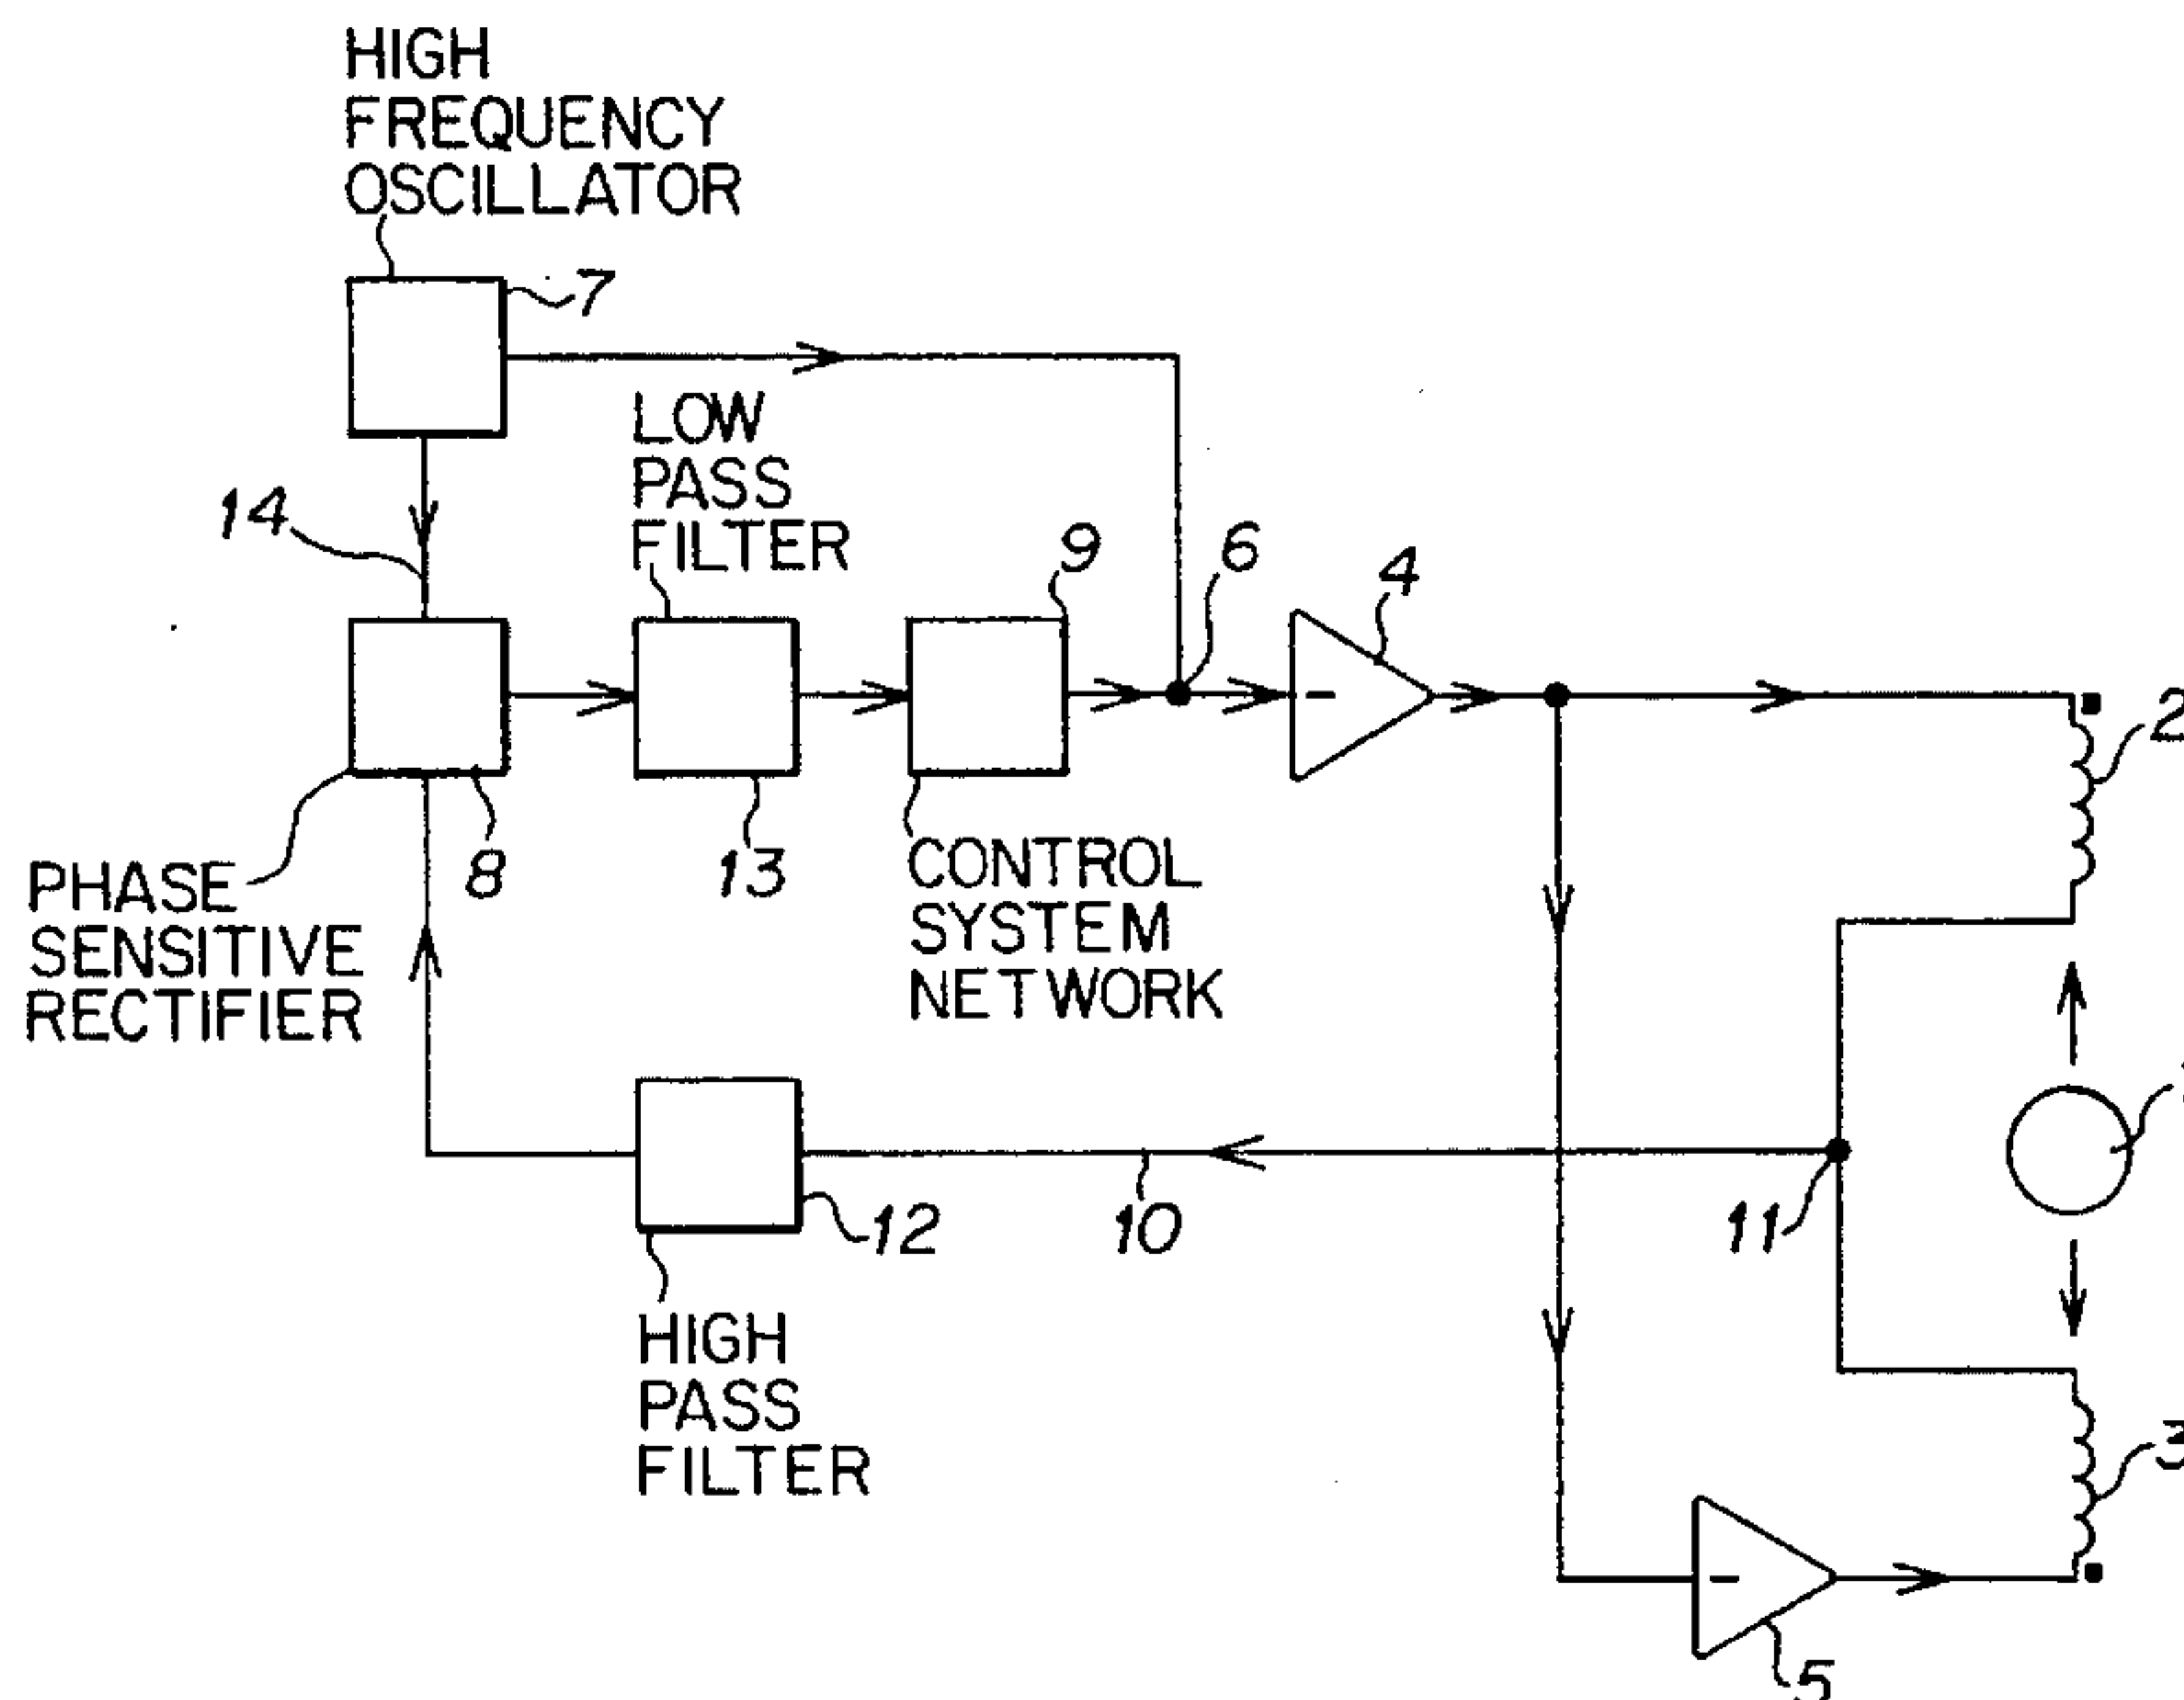 HIGH
FREQUENCY
OSCILLATOR
7
LOW
PASS
FILTER
14
9
6
4
2
PHASE
SENSITIVE
RECTIFIER
8
13
CONTROL
SYSTEM
NETWORK
12
10
11
HIGH
PASS
FILTER
3
5